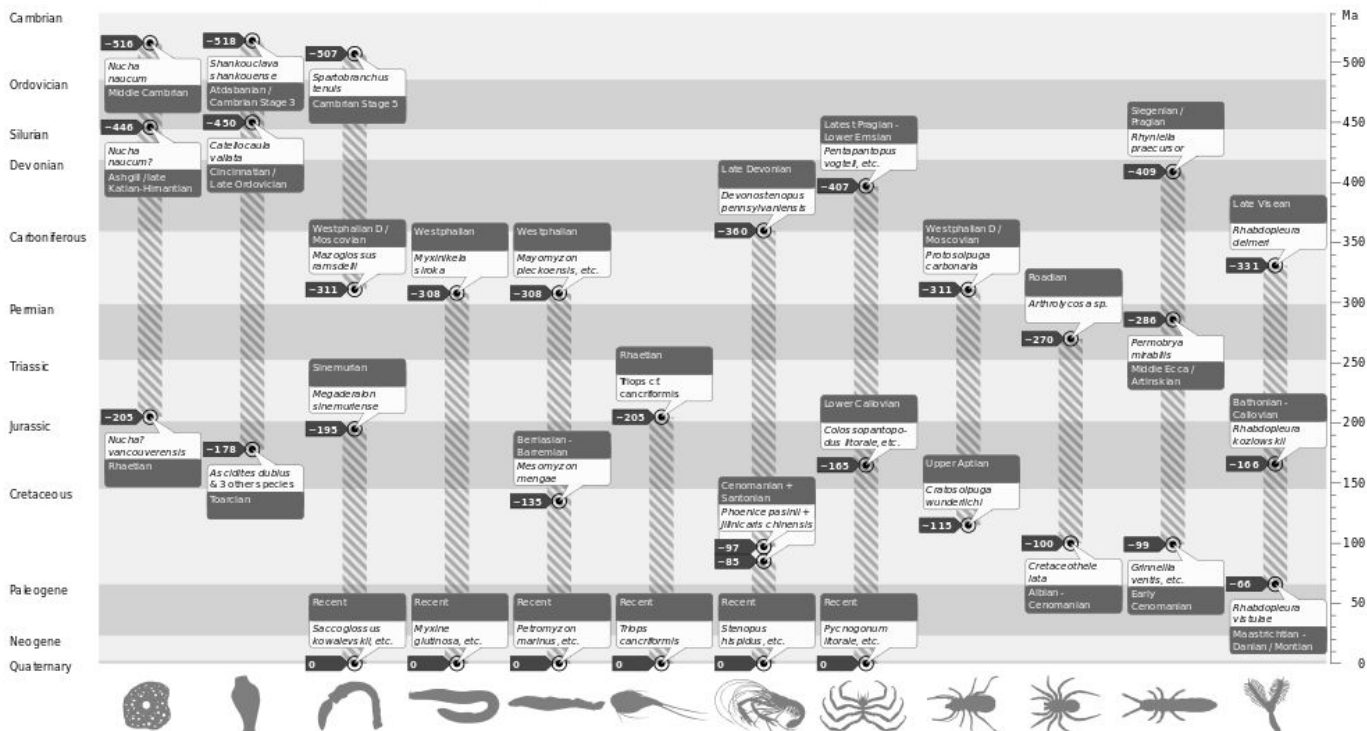 Cambrian
Ordovician
Silurian
Devonian
Carboniferous
Permian
Triassic
Jurassic
Cretaceous
Paleogene
Neogene
Quaternary
−516
Nucha
naucum
Middle Cambrian
−446
Nucha
naucum?
Ashgill /late
Katian-Hirnantian
−205
Nucha?
vancouverensis
Rhaetian
−518
Shankouclava
shankouense
Atdabanian /
Cambrian Stage 3
−450
Catellocaula
vallata
Cincinnatian /
Late Ordovician
−178
Ascidites dubius
& 3 other species
Toarcian
−507
Spartobranchus
tenuis
Cambrian Stage 5
Westphalian D /
Moscovian
Mazoglossus
ramsdelli
−311
Sinemurian
Megaderaion
sinemuriense
−195
Recent
Saccoglossus
kowalevskii, etc.
0
Westphalian
Myxinikela
siroka
−308
Recent
Myxine
glutinosa, etc.
0
Westphalian
Mayomyzon
pieckoensis, etc.
−308
Berriasian -
Barremian
Mesomyzon
mengae
−135
Recent
Petromyzon
marinus, etc.
0
Rhaetian
Triops cf.
cancriformis
−205
Recent
Triops
cancriformis
0
Late Devonian
Devonostenopus
pennsylvaniensis
−360
Cenomanian +
Santonian
Phoenice pasinii +
Jilinicaris chinensis
−97
−85
Recent
Stenopus
hispidus, etc.
0
Latest Pragian -
Lower Emsian
Pentapantopus
vogteli, etc.
−407
Lower Callovian
Colossopantopo-
dus litorale, etc.
−165
Recent
Pycnogonum
litorale, etc.
0
Westphalian D /
Moscovian
Protosolpuga
carbonaria
−311
Upper Aptian
Cratosolpuga
wunderlichi
−115
Roadian
Arthrolycosa sp.
−270
−100
Cretaceothele
lata
Albian -
Cenomanian
Siegenian /
Pragian
Rhyniella
praecursor
−409
−286
Permobrya
mirabilis
Middle Ecca /
Artinskian
−99
Grinnellia
ventis, etc.
Early
Cenomanian
Late Visean
Rhabdopleura
delmeri
−331
Bathonian -
Callovian
Rhabdopleura
kozlowskii
−166
−66
Rhabdopleura
vistulae
Maastrichtian -
Danian / Montian
Ma
500
450
400
350
300
250
200
150
100
50
0